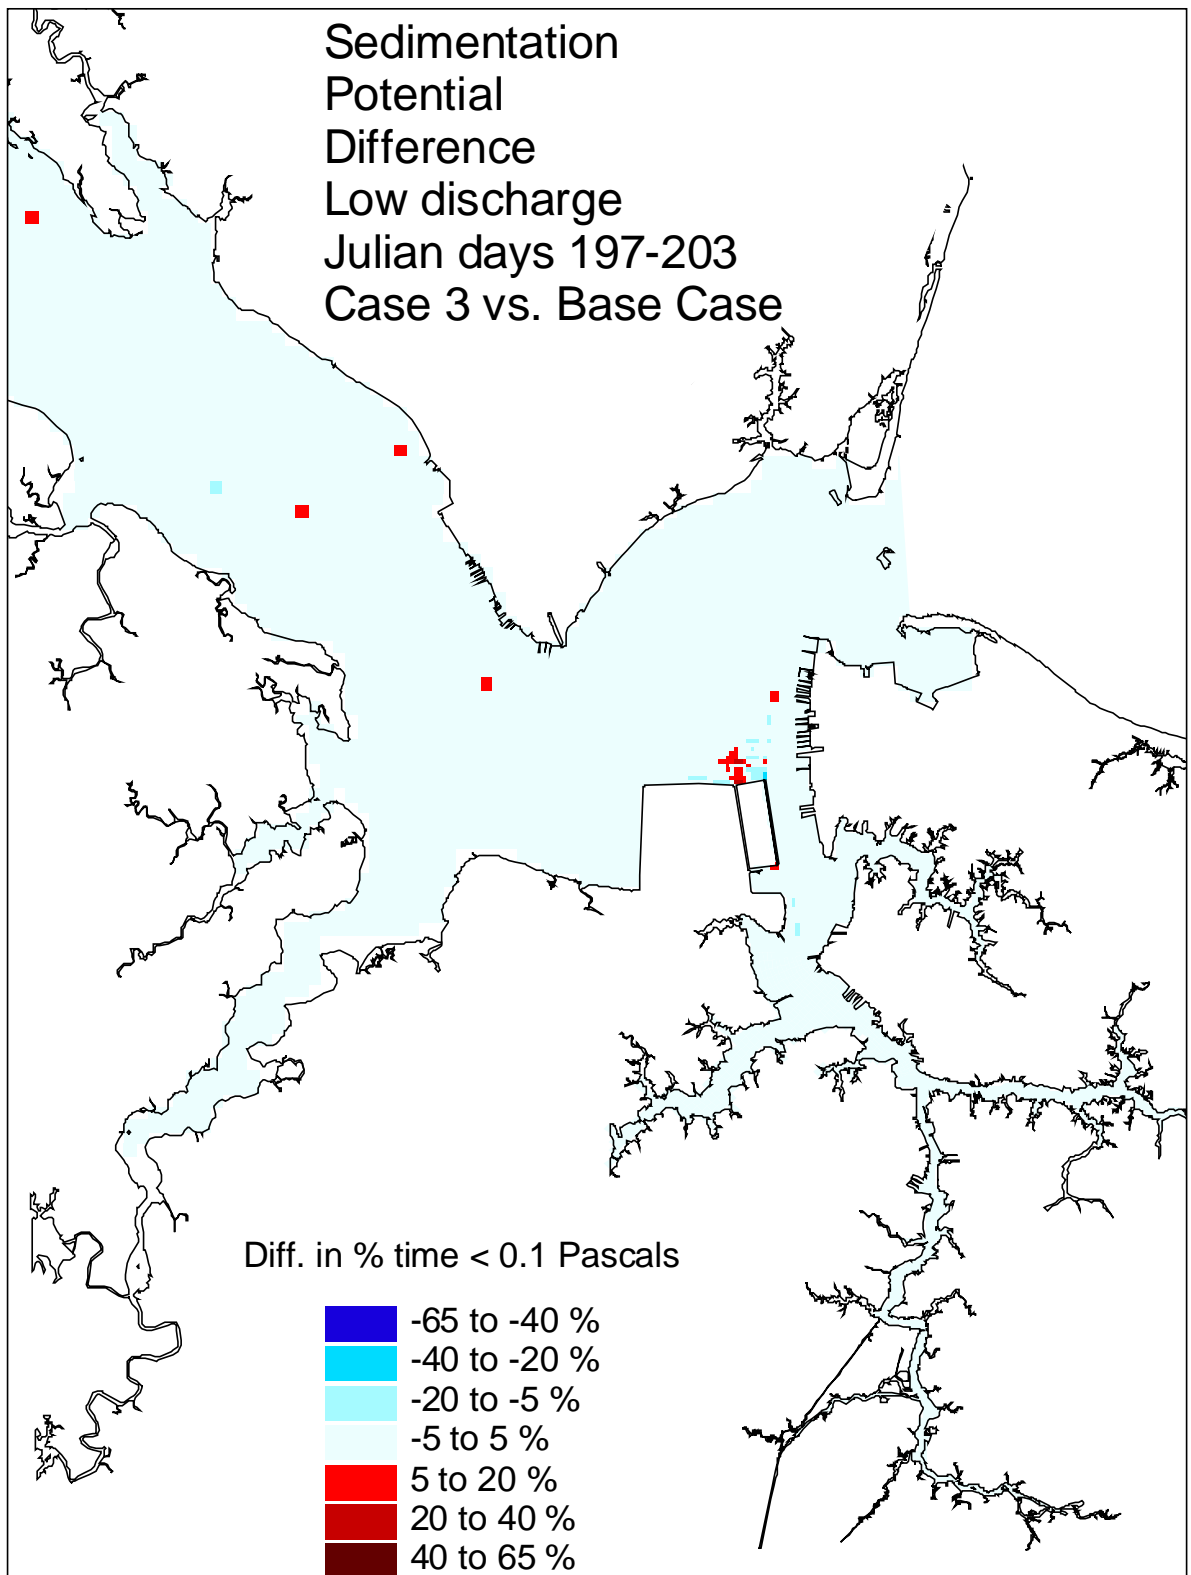 Sedimentation
Potential
Difference
Low discharge
Julian days 197-203
Case 3 vs. Base Case
Diff. in % time < 0.1 Pascals
-65 to -40 %
-40 to -20 %
-20 to -5 %
-5 to 5 %
5 to 20 %
20 to 40 %
40 to 65 %